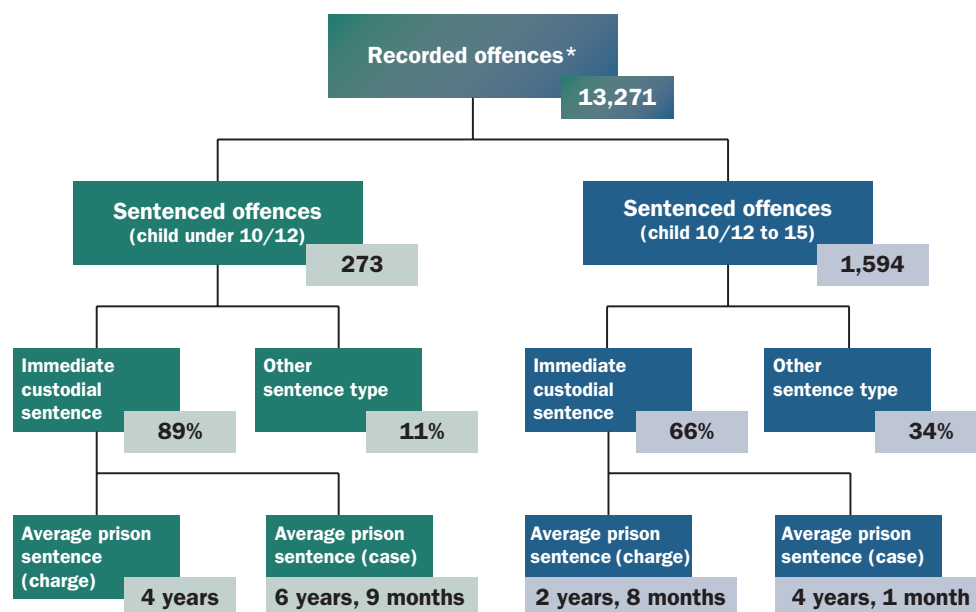 Recorded offences*
13,271
Sentenced offences
(child under 10/12)
273
Sentenced offences
(child 10/12 to 15)
1,594
Immediate
custodial
sentence
89%
Other
sentence type
11%
Immediate
custodial
sentence
66%
Other
sentence type
34%
Average prison
sentence
(charge)
4 years
Average prison
sentence (case)
6 years, 9 months
Average prison
sentence (charge)
2 years, 8 months
Average prison
sentence (case)
4 years, 1 month